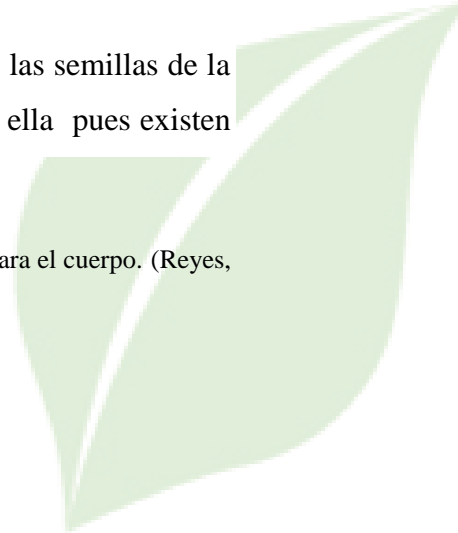 las semillas de la
ella pues existen
ara el cuerpo. (Reyes,